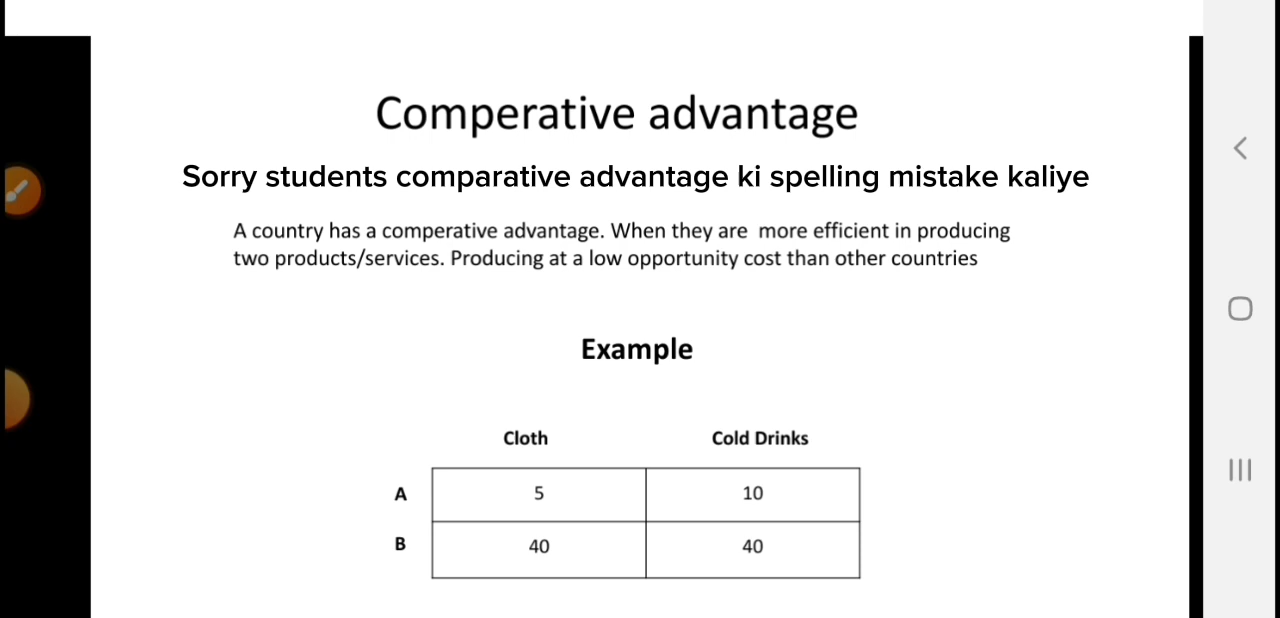 Comperative advantage
Sorry students comparative advantage ki spelling mistake kaliye
A country has a comperative advantage. When they are more efficient in producing
two products/services. Producing at a low opportunity cost than other countries
Example
Cloth Cold Drinks
A 5 10
B 40 40